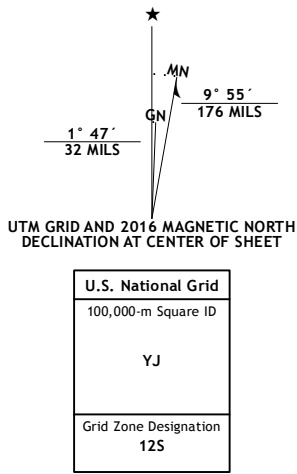 ★
MN
GN
9° 55´
176 MILS
1° 47´
32 MILS
UTM GRID AND 2016 MAGNETIC NORTH
DECLINATION AT CENTER OF SHEET
U.S. National Grid
100,000-m Square ID
YJ
Grid Zone Designation
12S